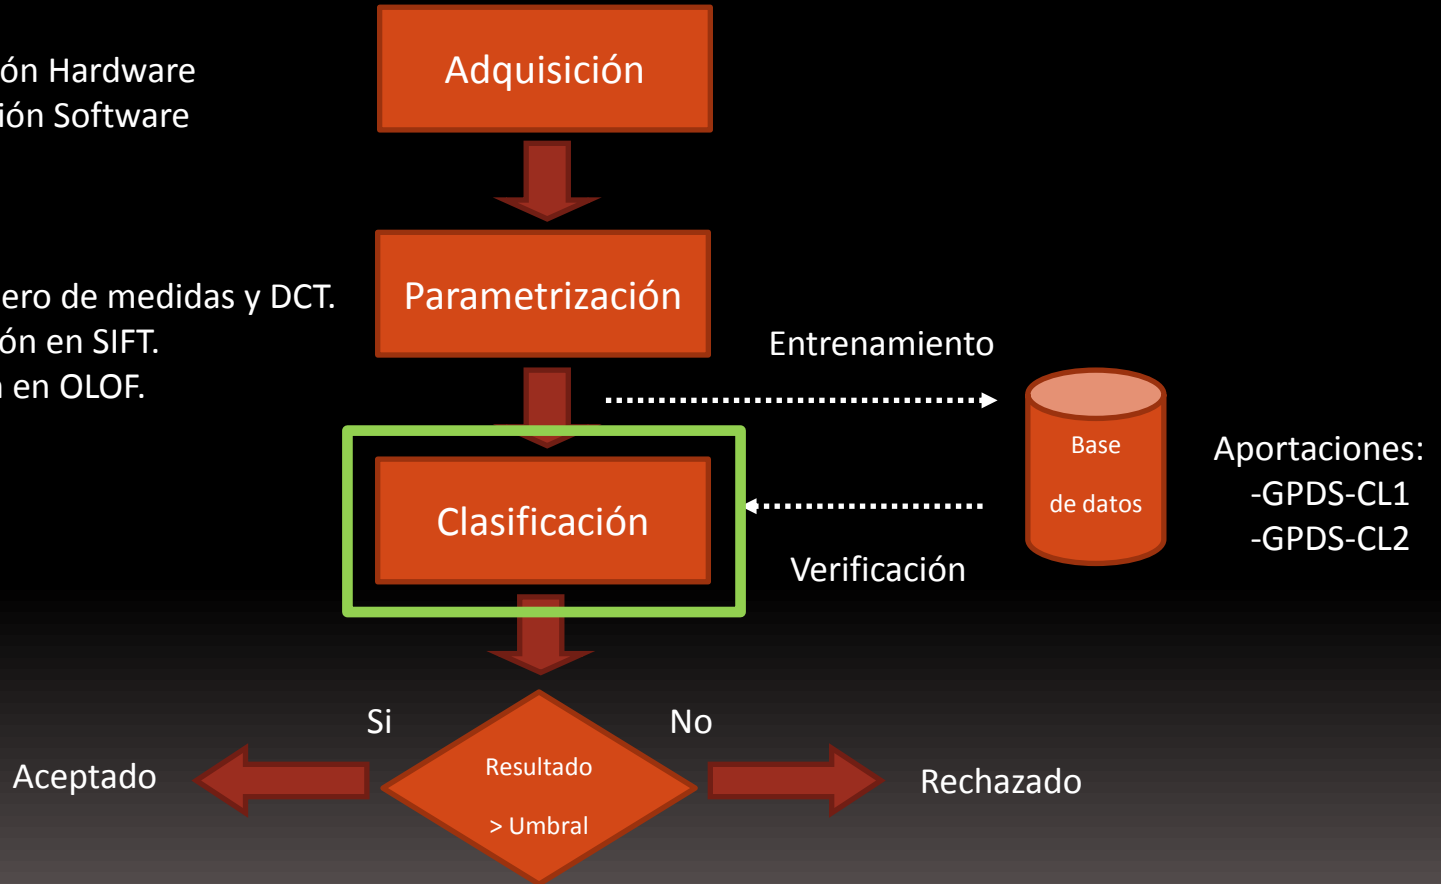 Adquisición
ón Hardware
ión Software
Parametrización
ero de medidas y DCT.
ón en SIFT.
en OLOF.
Entrenamiento
Base
de datos
Aportaciones:
-GPDS-CL1
-GPDS-CL2
Clasificación
Verificación
Si
No
Resultado
> Umbral
Aceptado
Rechazado